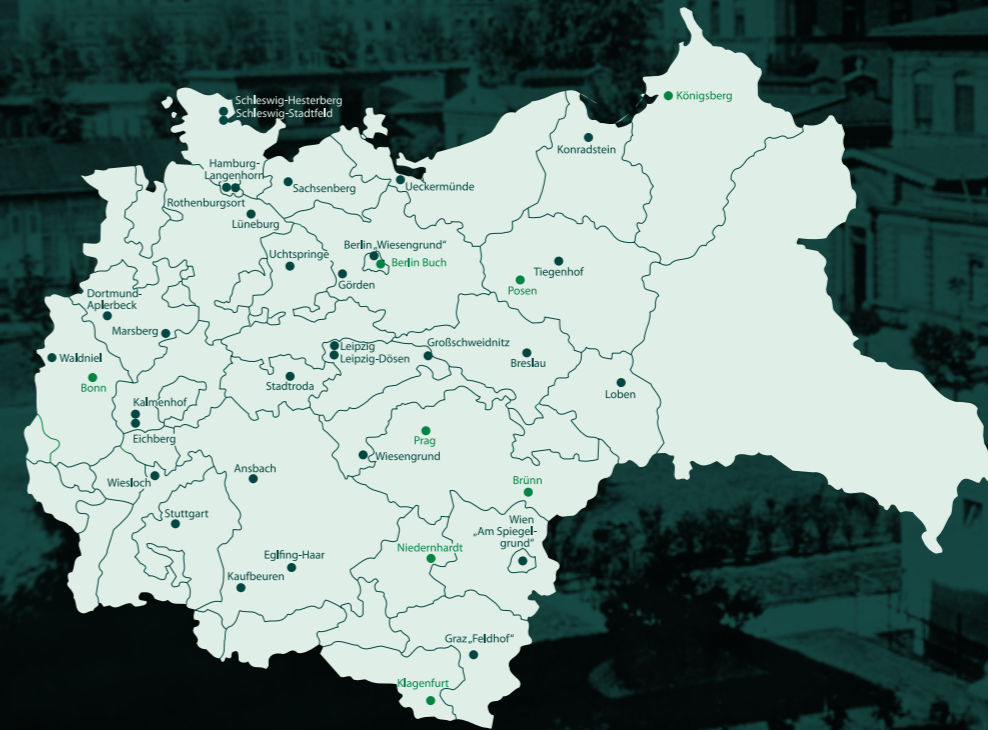 Schleswig-Hesterberg
Schleswig-Stadtfeld
Königsberg
Konradstein
Hamburg-
Langenhorn
Rothenburgsort
Sachsenberg
Ueckermünde
Lüneburg
Uchtspringe
Berlin „Wiesengrund"
Berlin Buch
Görden
Tiegenhof
Posen
Dortmund-
Aplerbeck
Marsberg
Waldniel
Bonn
Leipzig
Leipzig-Dösen
Großschweidnitz
Breslau
Stadtroda
Loben
Kalmenhof
Eichberg
Prag
Wiesengrund
Wiesloch
Ansbach
Brünn
Stuttgart
Wien
„Am Spiegel-
grund"
Niedernhardt
Eglfing-Haar
Kaufbeuren
Graz „Feldhof"
Klagenfurt